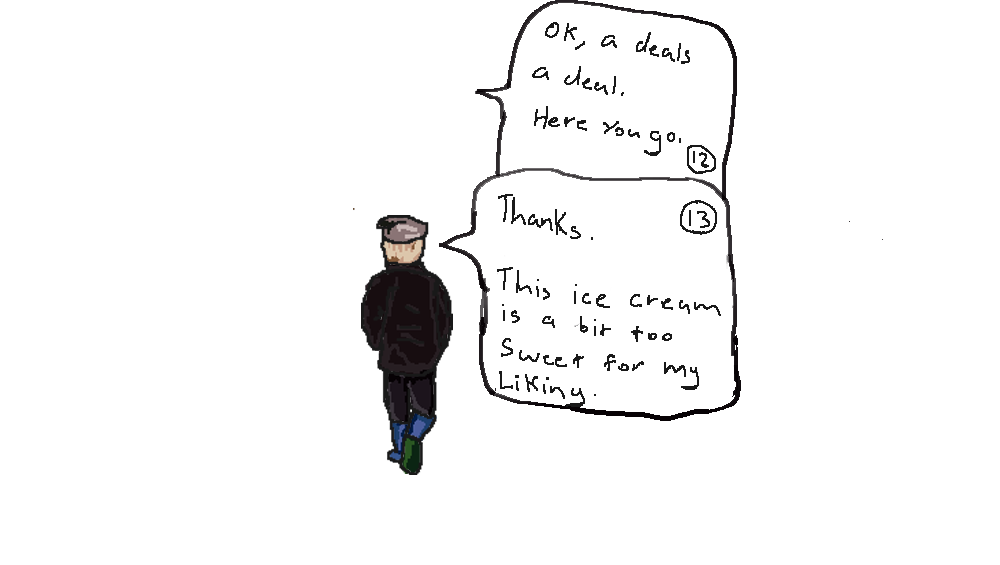 OK, a deals
a deal.
Here you go.
12
Thanks.
13
This ice cream
is a bit too
Sweet for my
Liking.